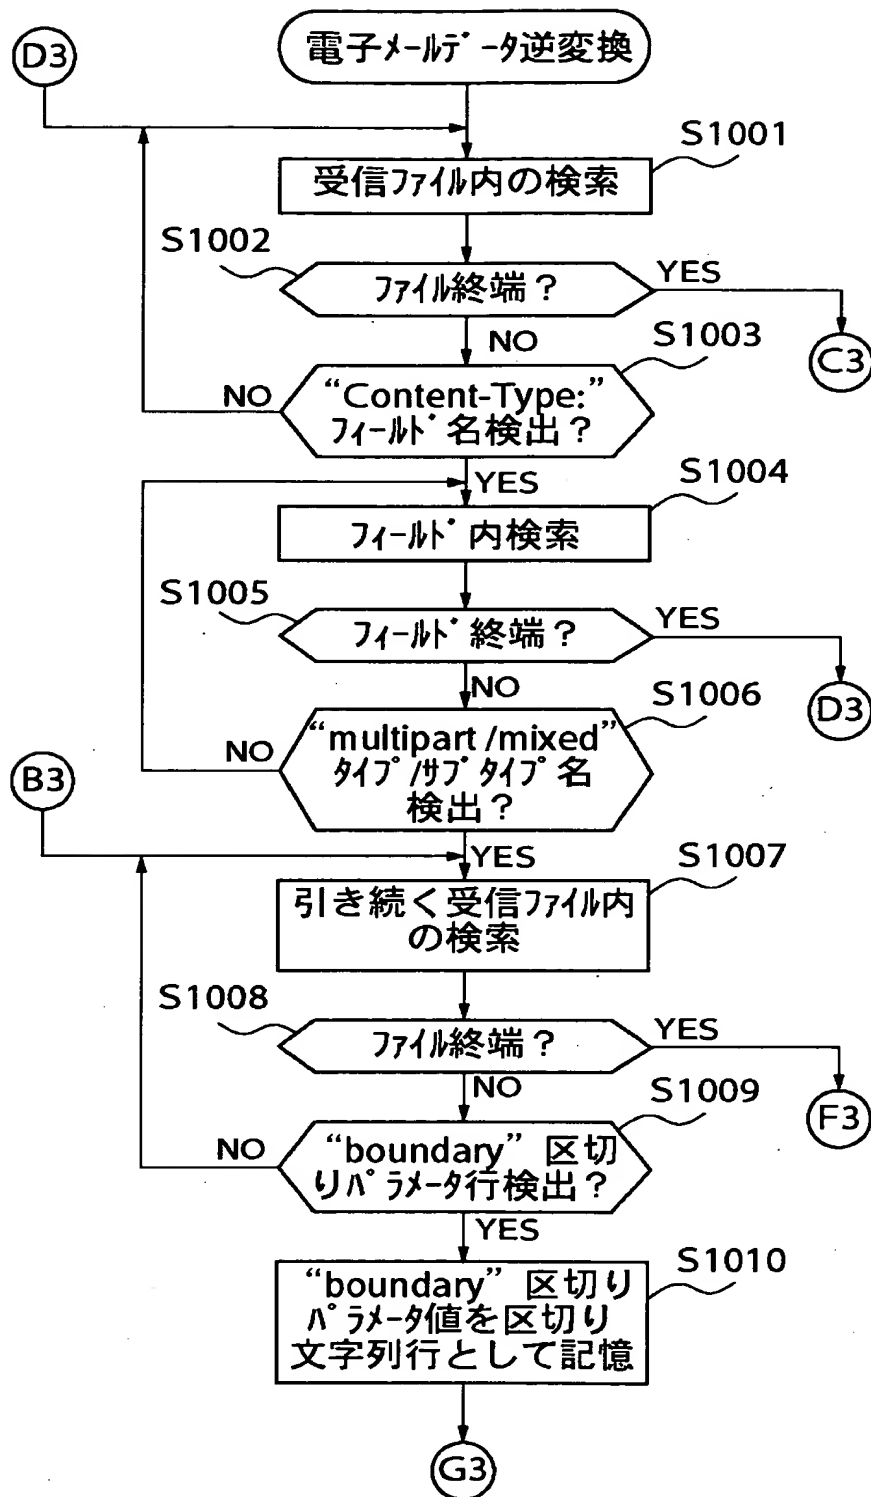 D3
電子ﾒｰﾙﾃﾞｰﾀ逆変換
S1001
受信ﾌｧｲﾙ内の検索
S1002
ﾌｧｲﾙ終端？
YES
C3
NO
S1003
“Content-Type:”
ﾌｨｰﾙﾄﾞ名検出？
NO
YES
S1004
ﾌｨｰﾙﾄﾞ内検索
S1005
ﾌｨｰﾙﾄﾞ終端？
YES
D3
NO
S1006
“multipart /mixed”
ﾀｲﾌﾟ/ｻﾌﾞﾀｲﾌﾟ名
検出？
NO
B3
YES
S1007
引き続く受信ﾌｧｲﾙ内
の検索
S1008
ﾌｧｲﾙ終端？
YES
F3
NO
S1009
“boundary” 区切
りﾊﾟﾗﾒｰﾀ行検出？
NO
YES
S1010
“boundary” 区切り
ﾊﾟﾗﾒｰﾀ値を区切り
文字列行として記憶
G3